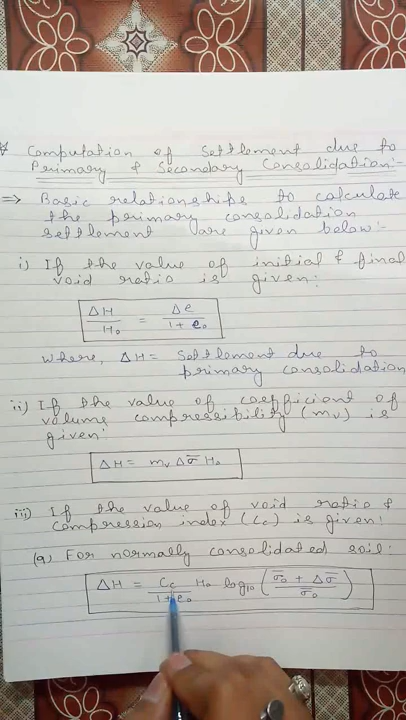 * Computation of Settlement due to
Primary & Secondary Consolidation:-
⇒ Basic relationships to calculate
the primary consolidation
settlement are given below:-
i) If the value of initial & final
void ratio is given:
ΔH/H₀ = Δe/1+e₀
where, ΔH = Settlement due to
primary consolidation
ii) If the value of coefficient of
volume compressibility (mv) is
given:
ΔH = mv Δσ̄ H₀
iii) If the value of void ratio &
compression index (Cc) is given:
(a) For normally consolidated soil:
ΔH = Cc/1+e₀ H₀ log₁₀ (σ̄₀ + Δσ̄/σ̄₀)